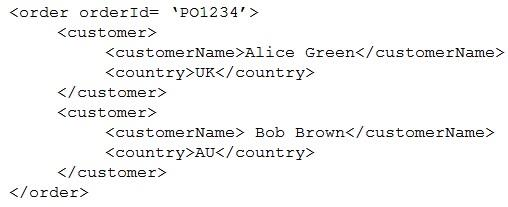 <order orderId= ‘PO1234’>
<customer>
<customerName>Alice Green</customerName>
<country>UK</country>
</customer>
<customer>
<customerName> Bob Brown</customerName>
<country>AU</country>
</customer>
</order>